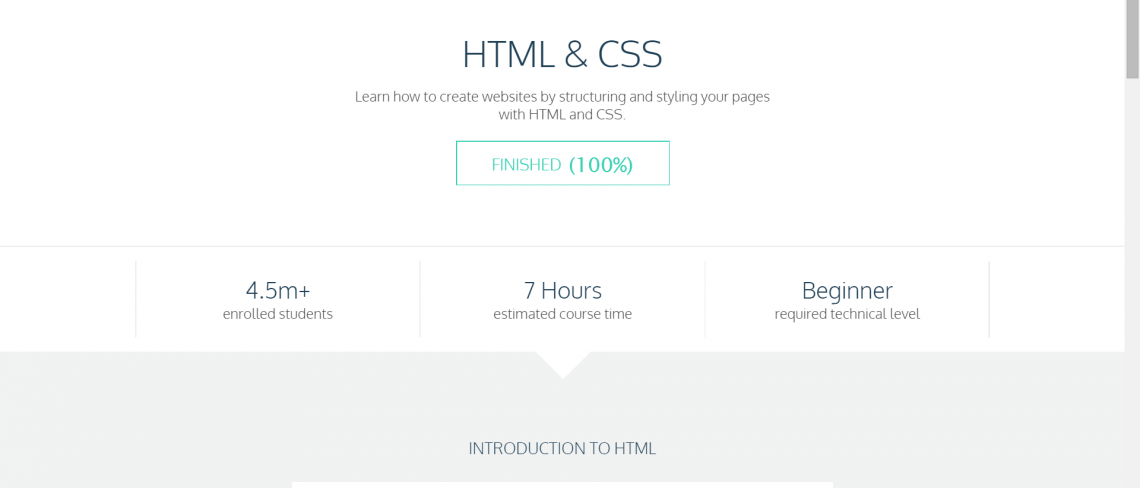 HTML & CSS
Learn how to create websites by structuring and styling your pages
with HTML and CSS.
FINISHED (100%)
4.5m+
enrolled students
7 Hours
estimated course time
Beginner
required technical level
INTRODUCTION TO HTML